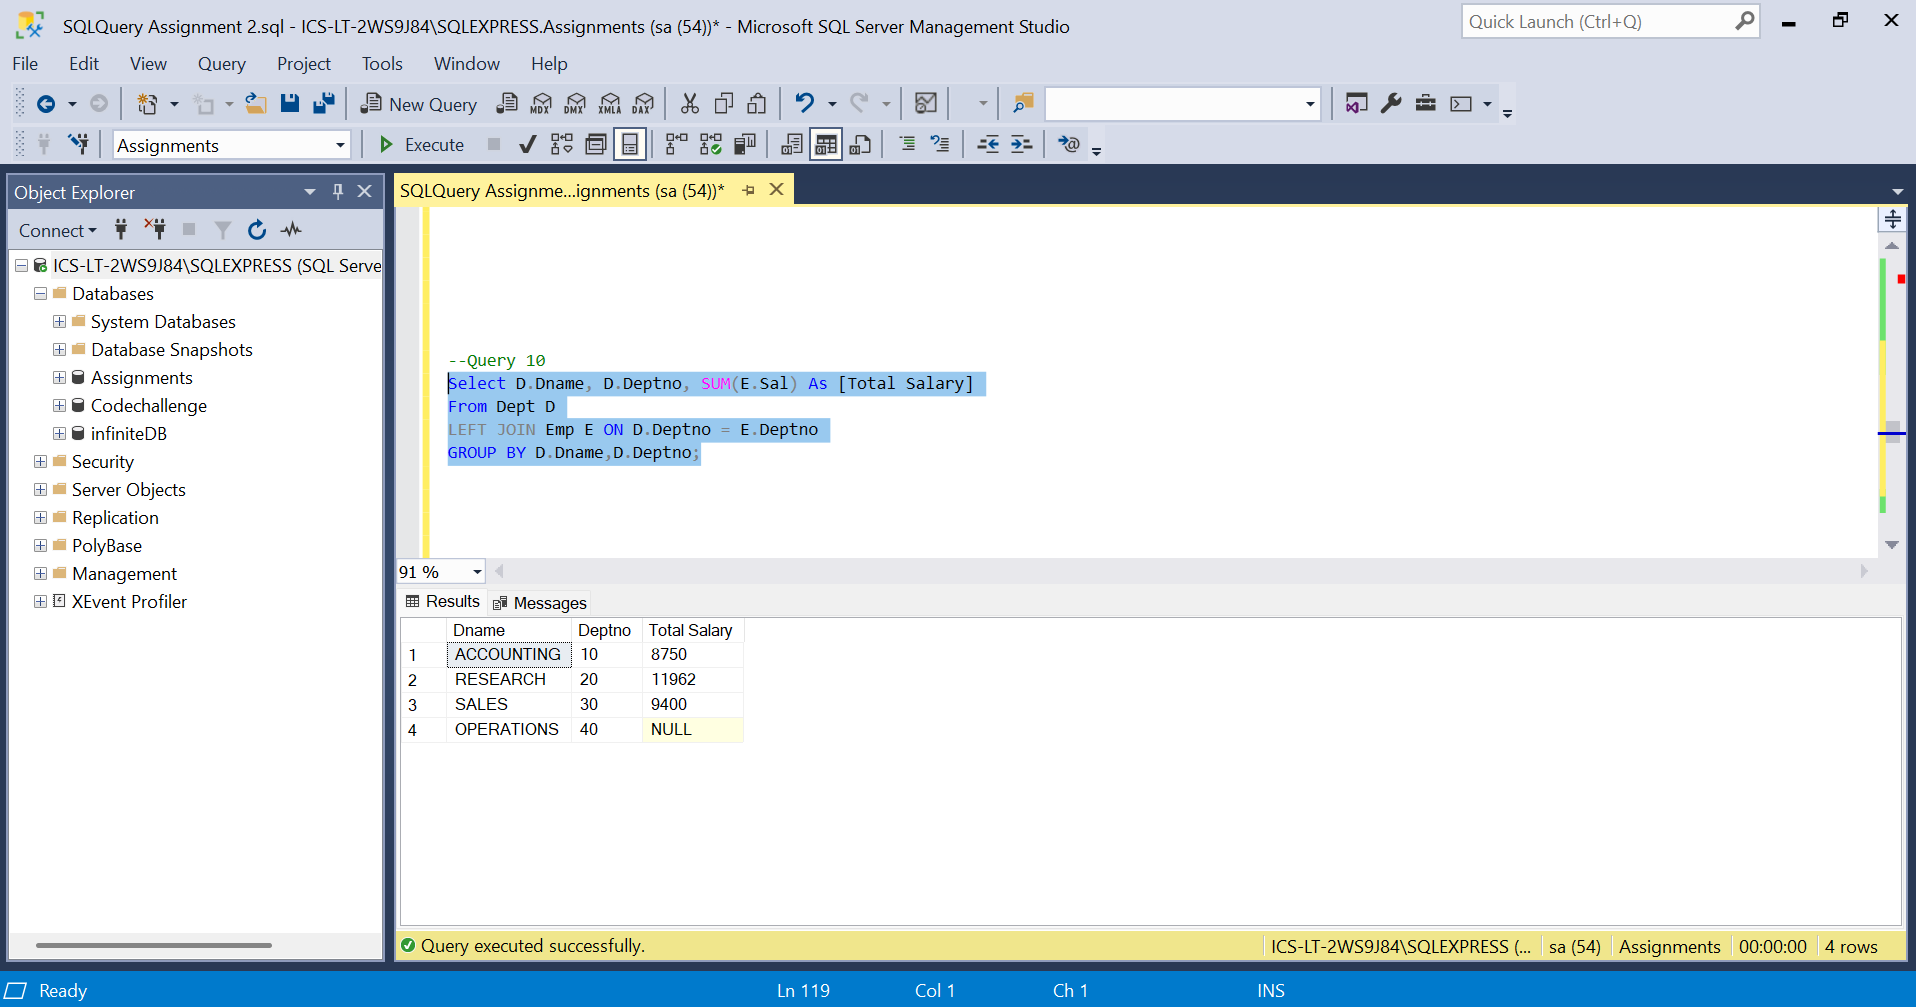 SQLQuery Assignment 2.sql - ICS-LT-2WS9J84\SQLEXPRESS.Assignments (sa (54))* - Microsoft SQL Server Management Studio
Quick Launch (Ctrl+Q)
File Edit View Query Project Tools Window Help
New Query MDX DMX XMLA DAX
Assignments Execute
Object Explorer
Connect
ICS-LT-2WS9J84\SQLEXPRESS (SQL Serve
Databases
System Databases
Database Snapshots
Assignments
Codechallenge
infiniteDB
Security
Server Objects
Replication
PolyBase
Management
XEvent Profiler
SQLQuery Assignme...ignments (sa (54))*
--Query 10
Select D.Dname, D.Deptno, SUM(E.Sal) As [Total Salary]
From Dept D
LEFT JOIN Emp E ON D.Deptno = E.Deptno
GROUP BY D.Dname,D.Deptno;
91 %
Results Messages
Dname Deptno Total Salary
1 ACCOUNTING 10 8750
2 RESEARCH 20 11962
3 SALES 30 9400
4 OPERATIONS 40 NULL
Query executed successfully. ICS-LT-2WS9J84\SQLEXPRESS (... sa (54) Assignments 00:00:00 4 rows
Ready Ln 119 Col 1 Ch 1 INS